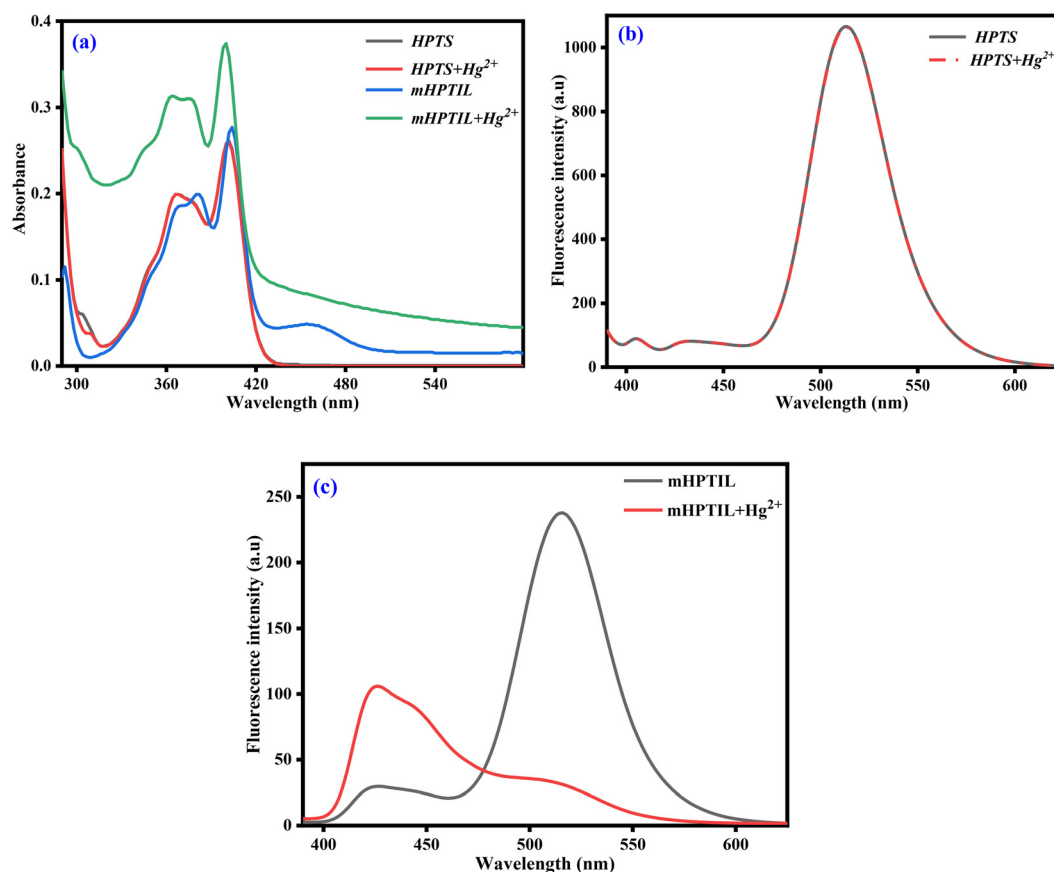 (a)
HPTS
HPTS+Hg²⁺
mHPTIL
mHPTIL+Hg²⁺
0.4
0.3
0.2
0.1
0.0
Absorbance
300 360 420 480 540
Wavelength (nm)
(b)
HPTS
HPTS+Hg²⁺
1000
800
600
400
200
0
Fluorescence intensity (a.u)
400 450 500 550 600
Wavelength (nm)
(c)
mHPTIL
mHPTIL+Hg²⁺
250
200
150
100
50
0
Fluorescence intensity (a.u)
400 450 500 550 600
Wavelength (nm)